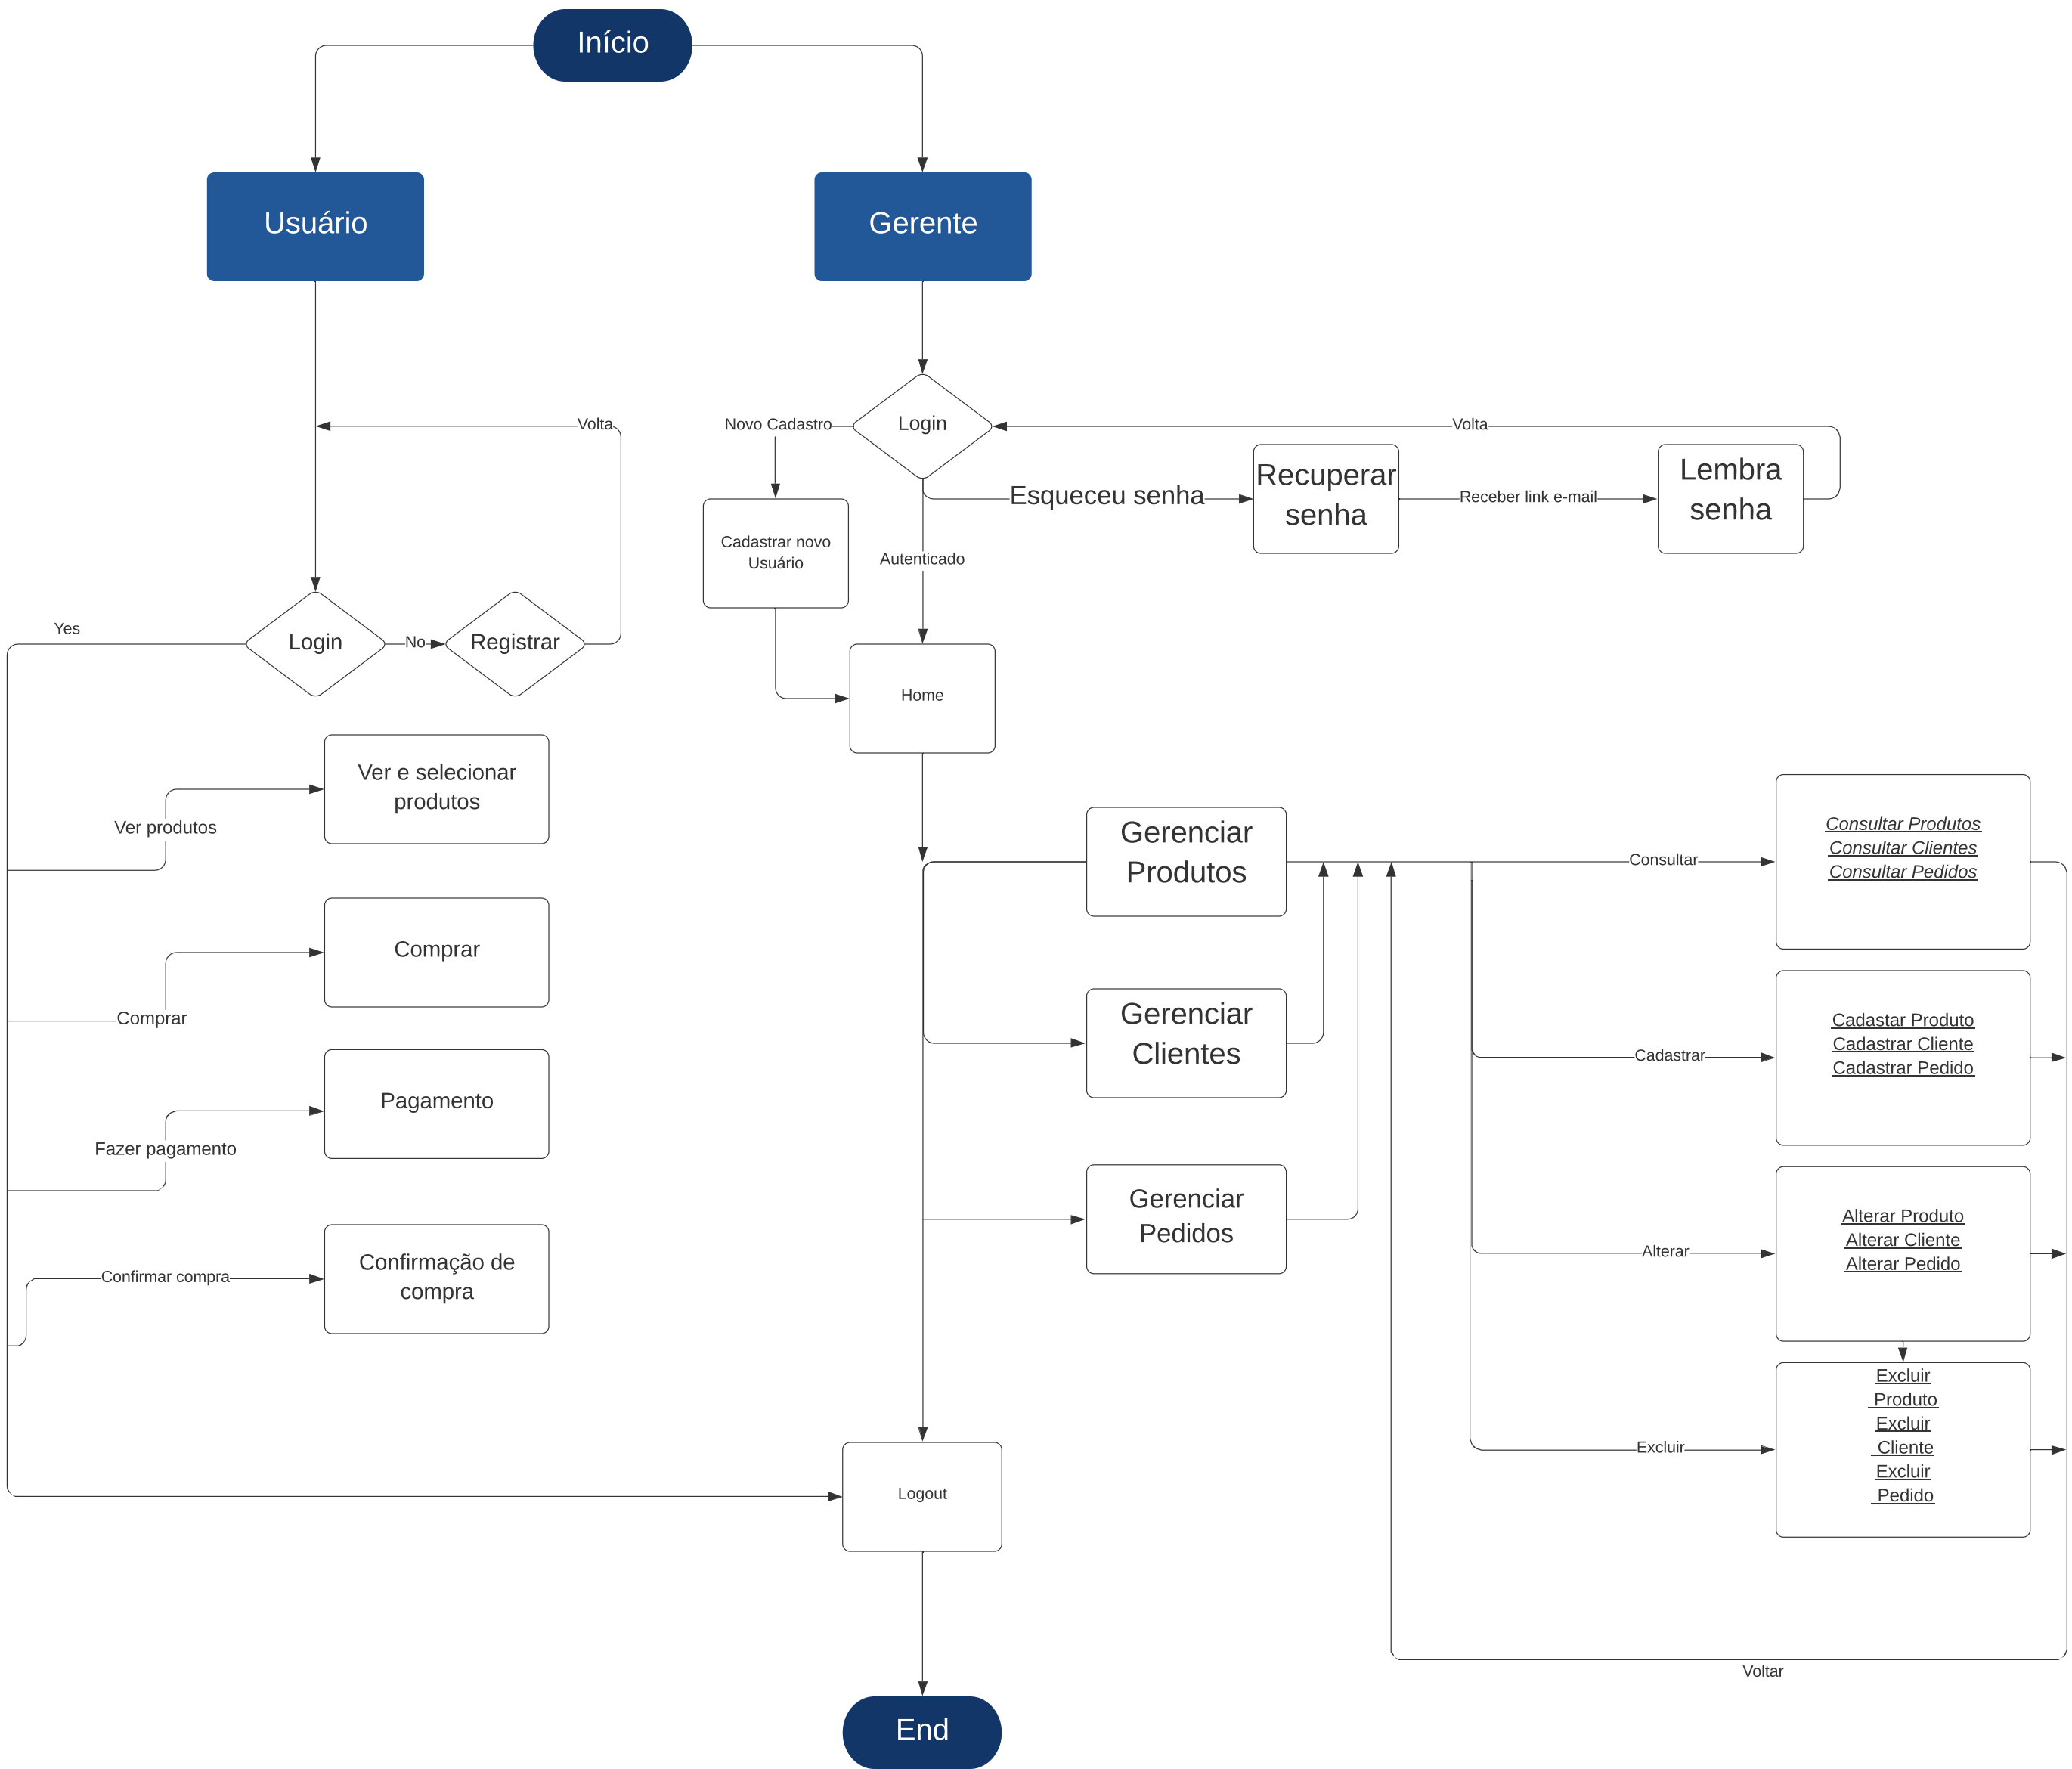 Início
Usuário
Gerente
Login
Novo Cadastro
Volta
Volta
Recuperar
senha
Lembra
senha
Esqueceu senha
Receber link e-mail
Cadastrar novo
Usuário
Autenticado
Yes
Login
No
Registrar
Home
Ver e selecionar
produtos
Ver produtos
Gerenciar
Produtos
Consultar
Consultar Produtos
Consultar Clientes
Consultar Pedidos
Comprar
Comprar
Gerenciar
Clientes
Cadastrar
Cadastar Produto
Cadastrar Cliente
Cadastrar Pedido
Pagamento
Fazer pagamento
Gerenciar
Pedidos
Alterar
Alterar Produto
Alterar Cliente
Alterar Pedido
Confirmar compra
Confirmação de
compra
Excluir
Excluir
Produto
Excluir
Cliente
Excluir
Pedido
Logout
Voltar
End